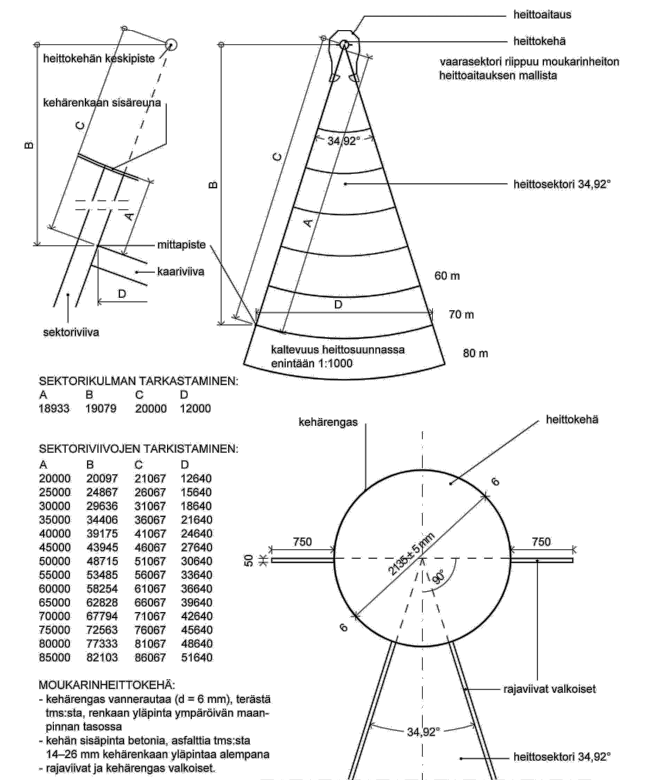 heittoaitaus
heittokehä
vaarasektori riippuu moukarinheiton
heittoaitauksen mallista
heittokehän keskipiste
kehärenkaan sisäreuna
C
B
A
mittapiste
kaariviiva
D
sektoriviiva
34,92°
C
B
A
heittosektori 34,92°
60 m
D
70 m
kaltevuus heittosuunnassa
enintään 1:1000
80 m
SEKTORIKULMAN TARKASTAMINEN:
A B C D
18933 19079 20000 12000
SEKTORIVIIVOJEN TARKISTAMINEN:
A B C D
20000 20097 21067 12640
25000 24867 26067 15640
30000 29636 31067 18640
35000 34406 36067 21640
40000 39175 41067 24640
45000 43945 46067 27640
50000 48715 51067 30640
55000 53485 56067 33640
60000 58254 61067 36640
65000 62828 66067 39640
70000 67794 71067 42640
75000 72563 76067 45640
80000 77333 81067 48640
85000 82103 86067 51640
MOUKARINHEITTOKEHÄ:
- kehärengas vannerautaa (d = 6 mm), terästä
tms:sta, renkaan yläpinta ympäröivän maan-
pinnan tasossa
- kehän sisäpinta betonia, asfalttia tms:sta
14–26 mm kehärenkaan yläpintaa alempana
- rajaviivat ja kehärengas valkoiset.
kehärengas
heittokehä
6
750
750
50
2135 ± 5 mm
90°
6
rajaviivat valkoiset
34,92°
heittosektori 34,92°